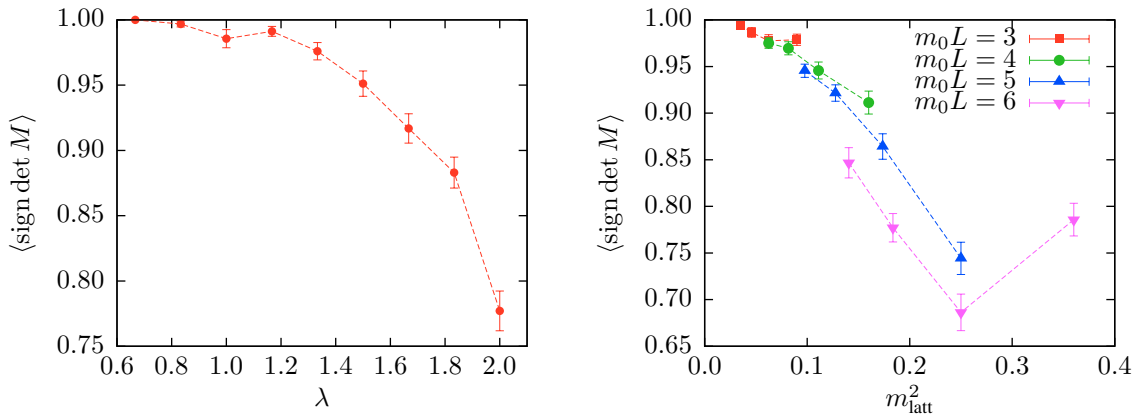 ⟨sign det M⟩
1.00
0.95
0.90
0.85
0.80
0.75
0.6 0.8 1.0 1.2 1.4 1.6 1.8 2.0
λ
⟨sign det M⟩
1.00
0.95
0.90
0.85
0.80
0.75
0.70
0.65
0.0 0.1 0.2 0.3 0.4
m²_latt
m₀L = 3
m₀L = 4
m₀L = 5
m₀L = 6